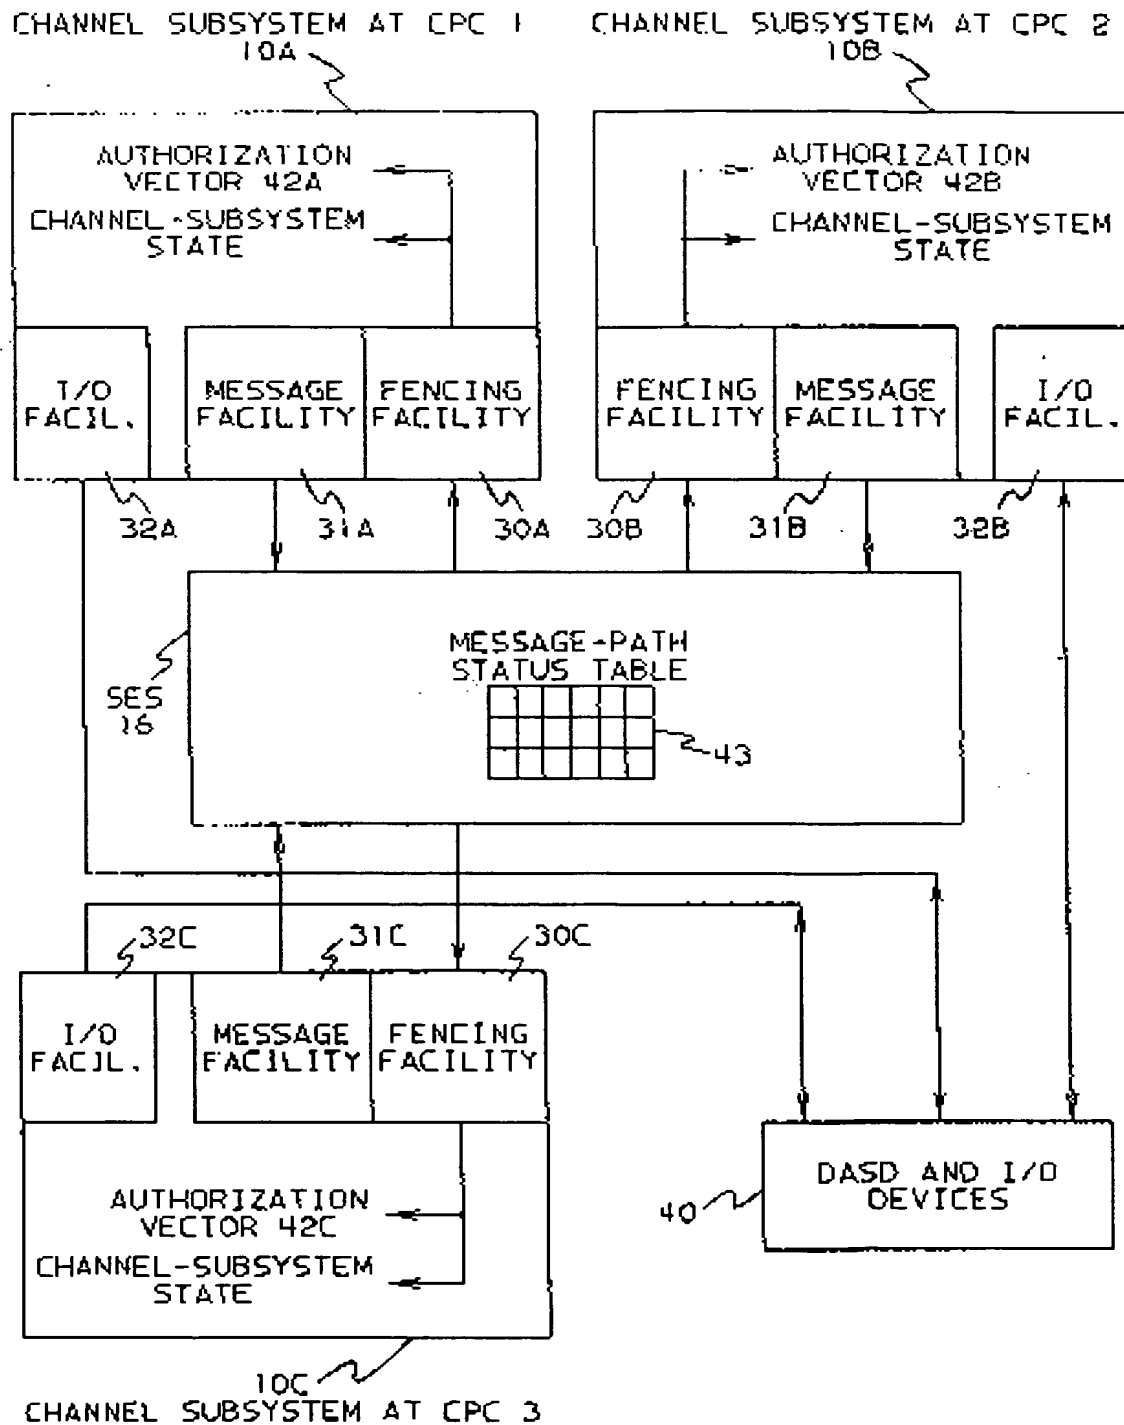 CHANNEL SUBSYSTEM AT CPC 1
10A
CHANNEL SUBSYSTEM AT CPC 2
10B
AUTHORIZATION
VECTOR 42A
CHANNEL-SUBSYSTEM
STATE
AUTHORIZATION
VECTOR 42B
CHANNEL-SUBSYSTEM
STATE
I/O
FACIL.
MESSAGE
FACILITY
FENCING
FACILITY
FENCING
FACILITY
MESSAGE
FACILITY
I/O
FACIL.
32A
31A
30A
30B
31B
32B
MESSAGE-PATH
STATUS TABLE
SES
16
43
32C
31C
30C
I/O
FACIL.
MESSAGE
FACILITY
FENCING
FACILITY
AUTHORIZATION
VECTOR 42C
CHANNEL-SUBSYSTEM
STATE
DASD AND I/O
DEVICES
40
10C
CHANNEL SUBSYSTEM AT CPC 3